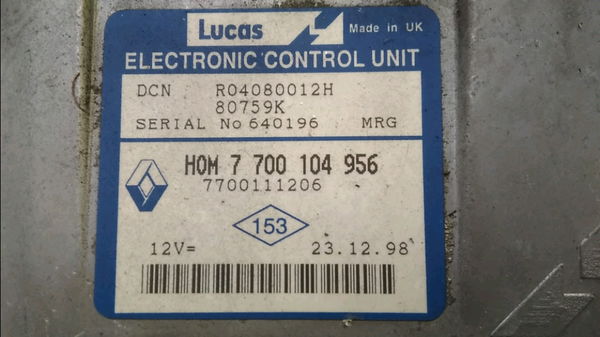 Lucas Made in UK
ELECTRONIC CONTROL UNIT
DCN R04080012H
80759K
SERIAL No 640196 MRG
HOM 7 700 104 956
7700111206
153
12V= 23.12.98